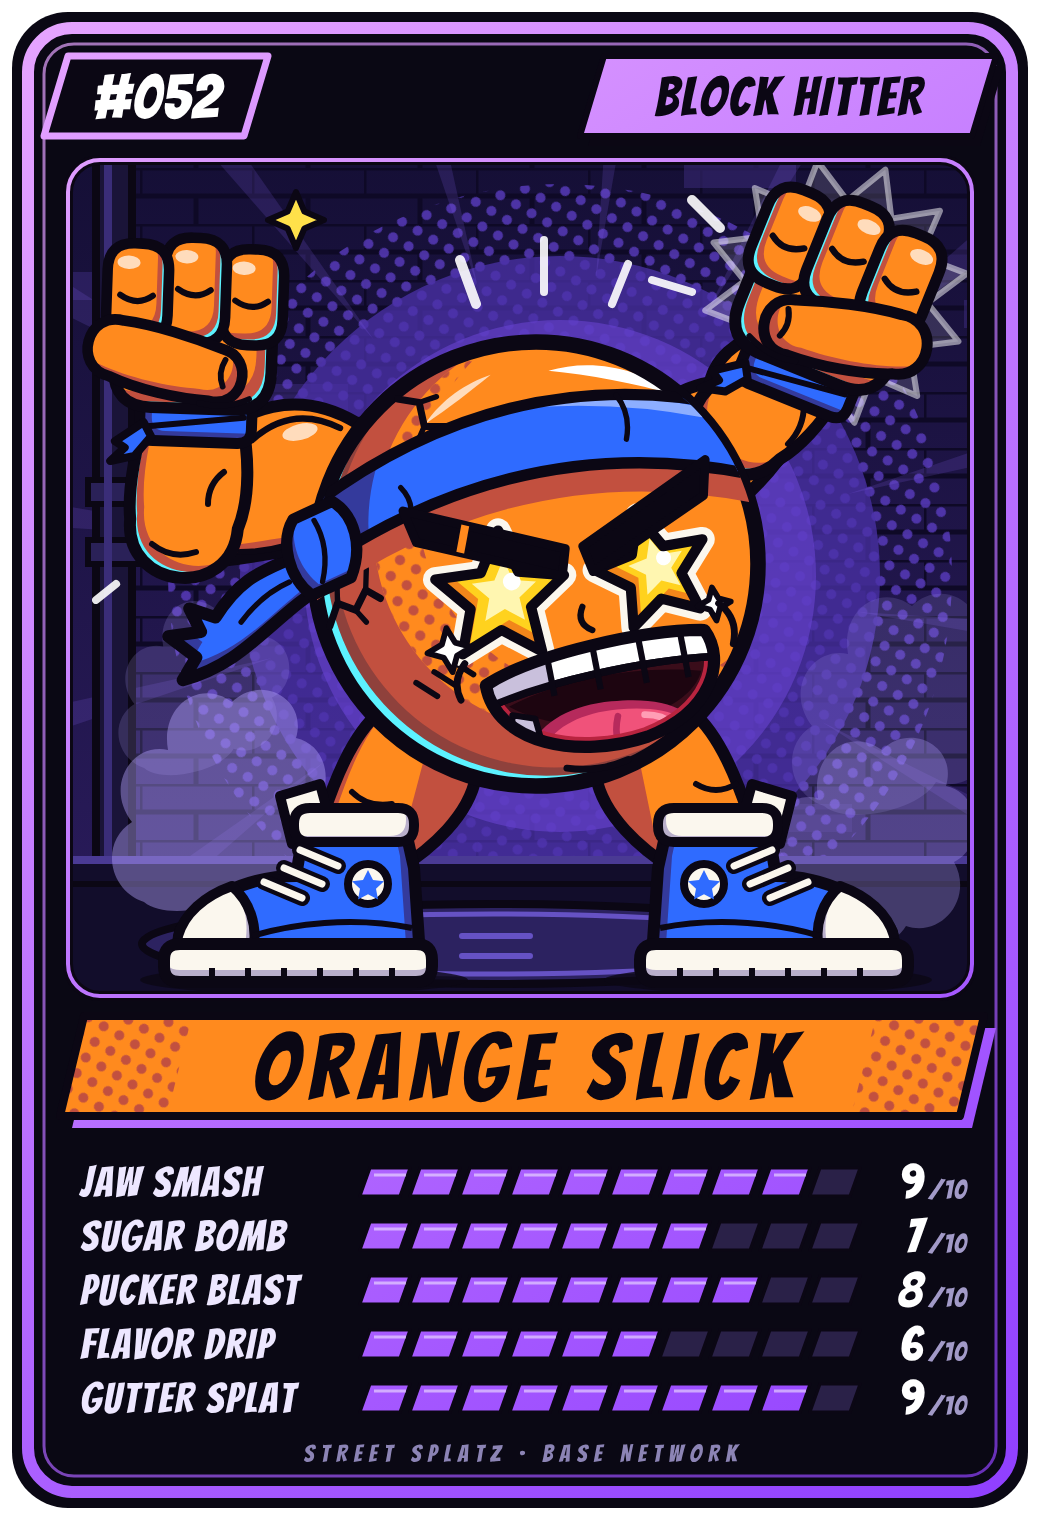 #052
BLOCK HITTER
ORANGE SLICK
JAW SMASH 9/10
SUGAR BOMB 7/10
PUCKER BLAST 8/10
FLAVOR DRIP 6/10
GUTTER SPLAT 9/10
STREET SPLATZ · BASE NETWORK